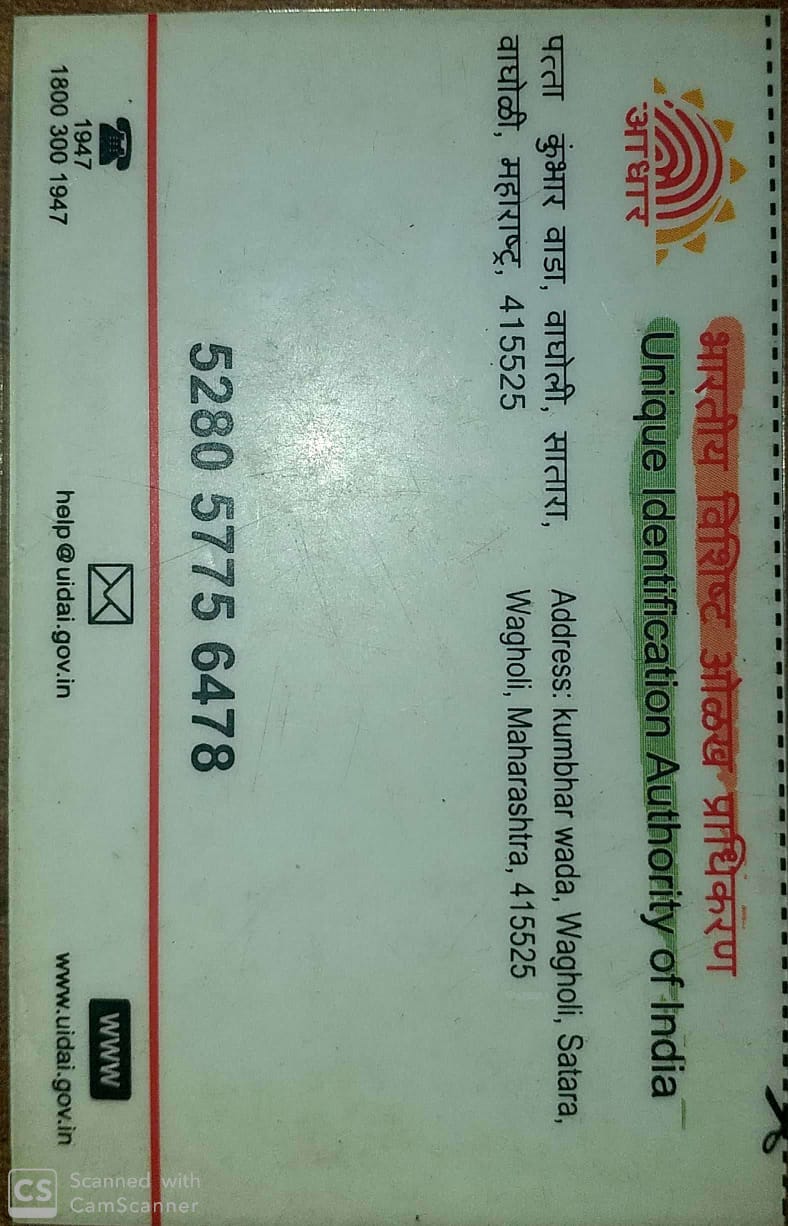 भारतीय विशिष्ट ओळख प्राधिकरण
Unique Identification Authority of India
आधार
पत्ता कुंभार वाडा, वाघोली, सातारा,
वाघोळी, महाराष्ट्र, 415525
Address: kumbhar wada, Wagholi, Satara,
Wagholi, Maharashtra, 415525
5280 5775 6478
1947
1800 300 1947
help@uidai.gov.in
www
www.uidai.gov.in
CS
Scanned with
CamScanner